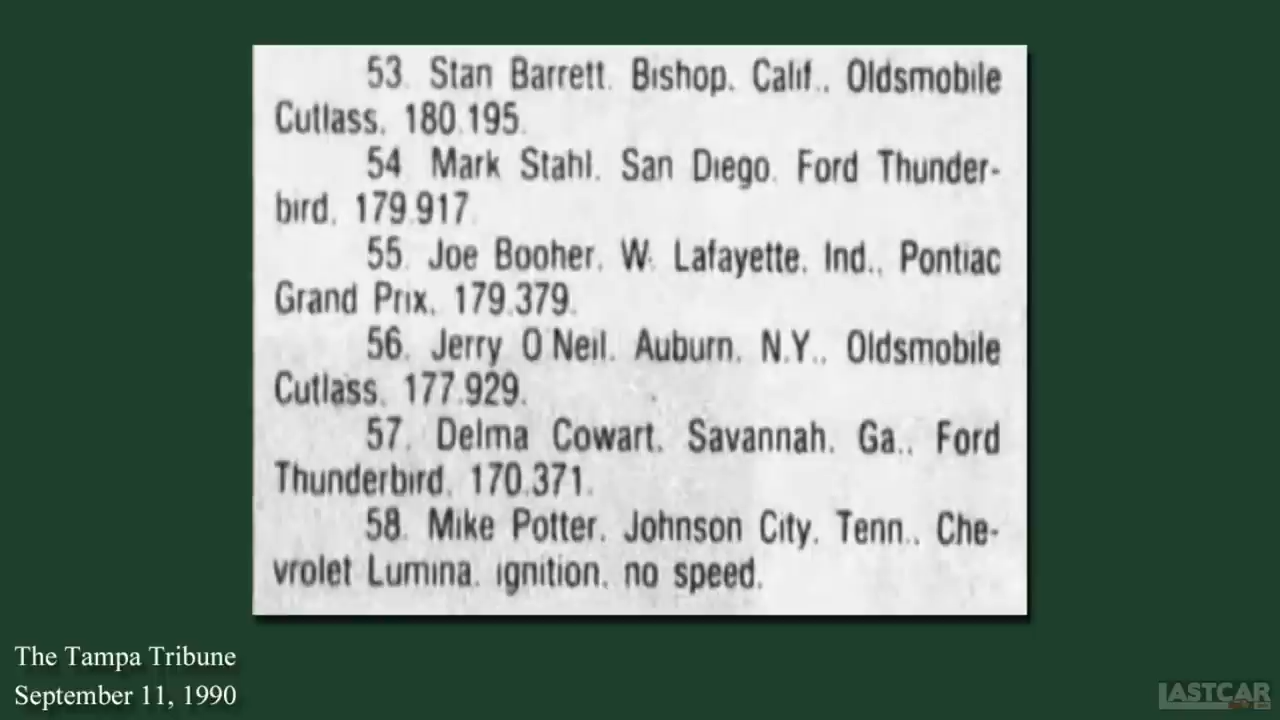 53. Stan Barrett, Bishop, Calif., Oldsmobile
Cutlass, 180.195.
54 Mark Stahl, San Diego, Ford Thunder-
bird, 179.917
55. Joe Booher, W. Lafayette, Ind., Pontiac
Grand Prix, 179.379.
56. Jerry O'Neil, Auburn, N.Y., Oldsmobile
Cutlass, 177.929.
57. Delma Cowart, Savannah, Ga., Ford
Thunderbird, 170.371.
58. Mike Potter, Johnson City, Tenn., Che-
vrolet Lumina, ignition, no speed.
The Tampa Tribune
September 11, 1990
LASTCAR